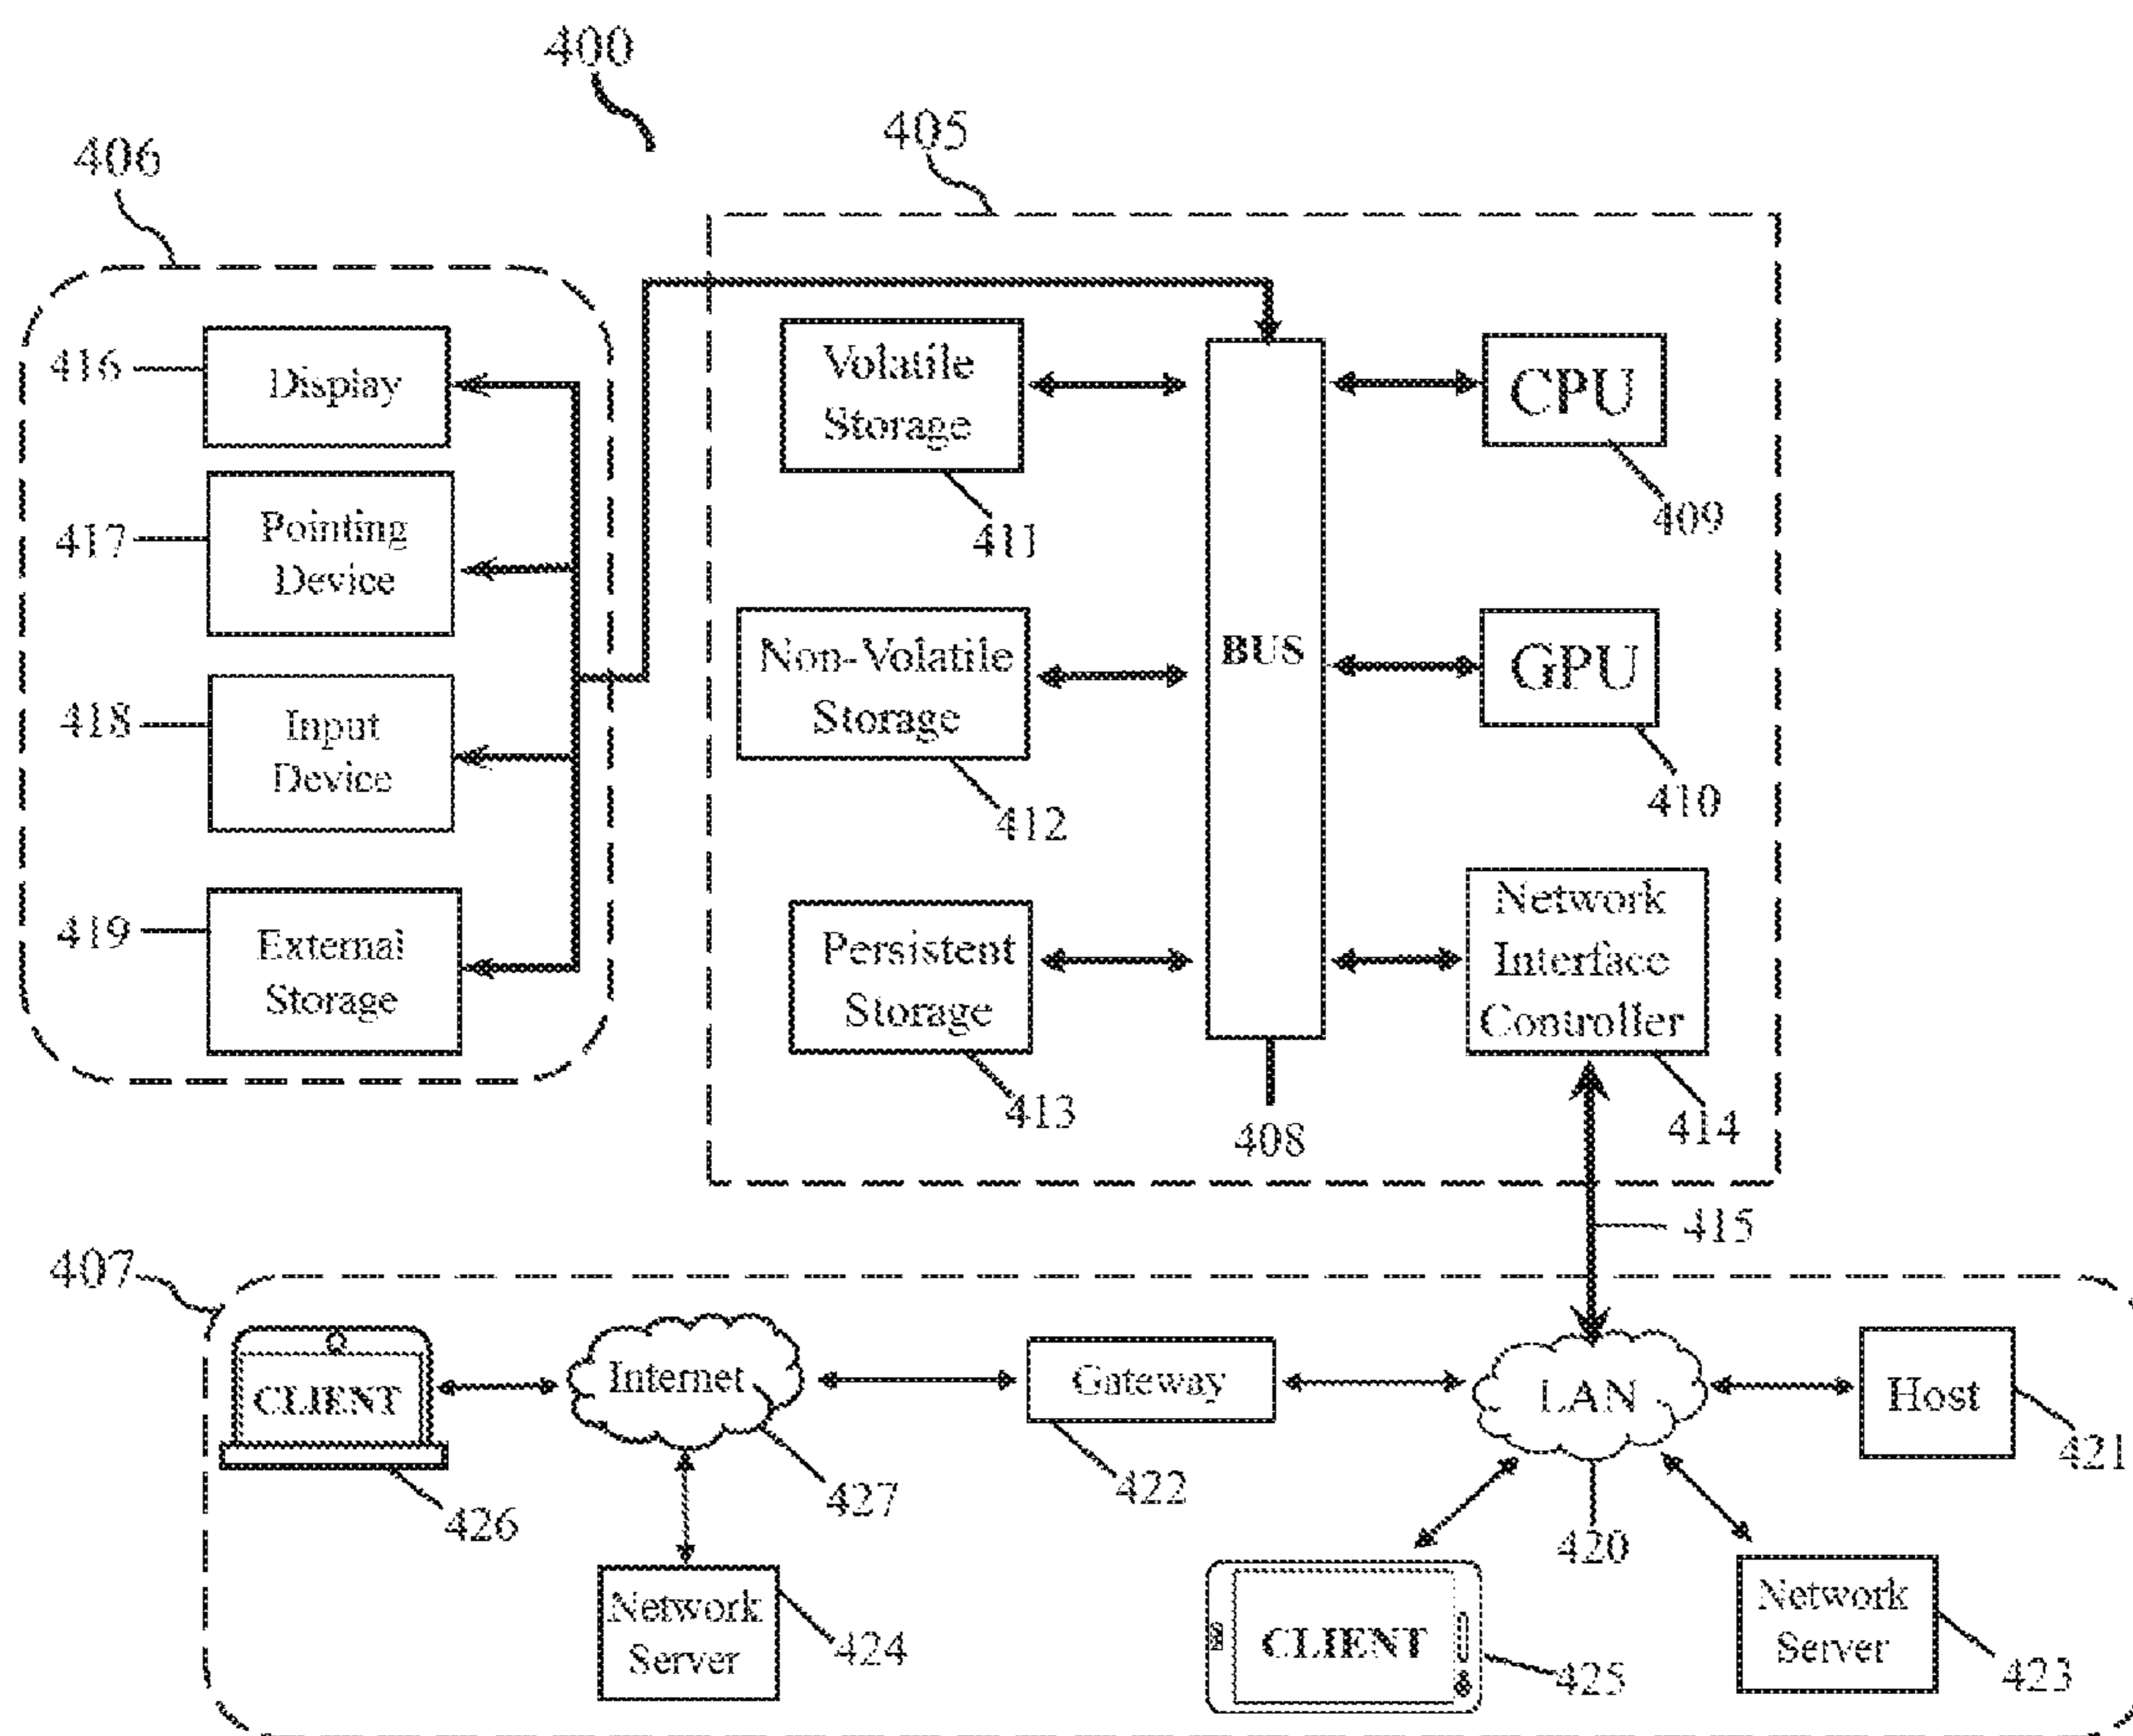 400
405
406
416
Display
417
Pointing
Device
418
Input
Device
419
External
Storage
Volatile
Storage
411
Non-Volatile
Storage
412
Persistent
Storage
413
BUS
408
CPU
409
GPU
410
Network
Interface
Controller
414
415
407
CLIENT
426
Internet
427
Gateway
422
LAN
420
Host
421
Network
Server
424
CLIENT
425
Network
Server
423